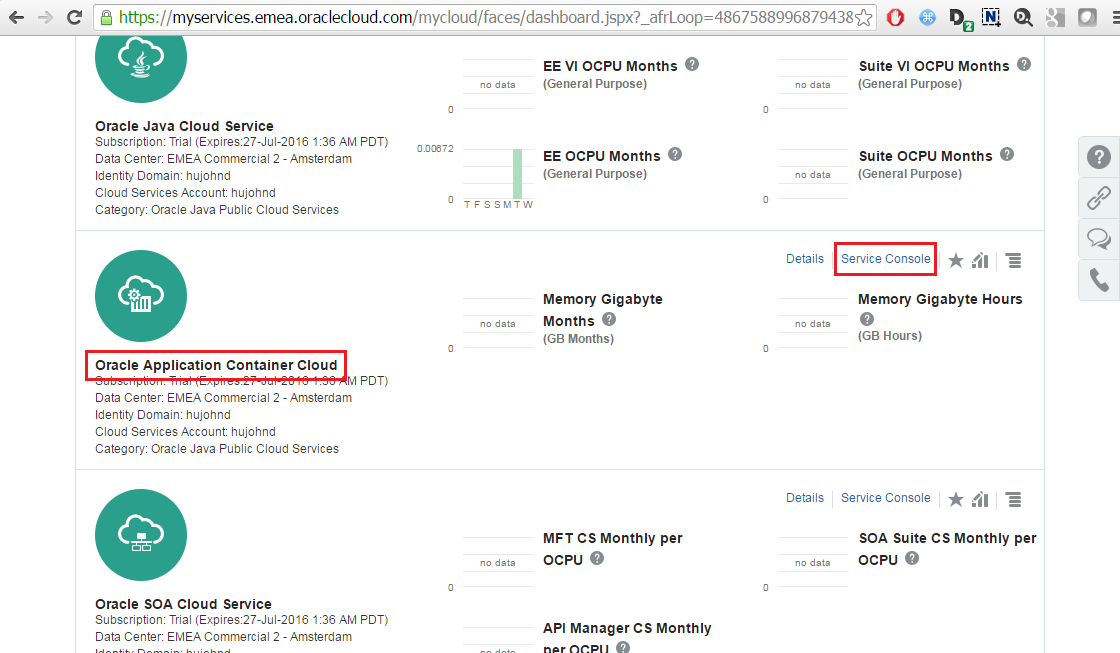 https://myservices.emea.oraclecloud.com/mycloud/faces/dashboard.jspx?_afrLoop=4867588996879438
D 2 N
EE VI OCPU Months ?
(General Purpose)
no data
0
Suite VI OCPU Months ?
(General Purpose)
no data
0
Oracle Java Cloud Service
Subscription: Trial (Expires:27-Jul-2016 1:36 AM PDT)
Data Center: EMEA Commercial 2 - Amsterdam
Identity Domain: hujohnd
Cloud Services Account: hujohnd
Category: Oracle Java Public Cloud Services
0.00672
EE OCPU Months ?
(General Purpose)
0
T F S S M T W
Suite OCPU Months ?
(General Purpose)
no data
0
?
Details
Service Console
Oracle Application Container Cloud
Subscription: Trial (Expires:27-Jul-2016 1:36 AM PDT)
Data Center: EMEA Commercial 2 - Amsterdam
Identity Domain: hujohnd
Cloud Services Account: hujohnd
Category: Oracle Java Public Cloud Services
Memory Gigabyte
Months ?
(GB Months)
no data
0
Memory Gigabyte Hours
?
(GB Hours)
no data
0
Details
Service Console
Oracle SOA Cloud Service
Subscription: Trial (Expires:27-Jul-2016 1:36 AM PDT)
Data Center: EMEA Commercial 2 - Amsterdam
Identity Domain: hujohnd
MFT CS Monthly per
OCPU ?
no data
0
SOA Suite CS Monthly per
OCPU ?
no data
0
API Manager CS Monthly
per OCPU ?
no data